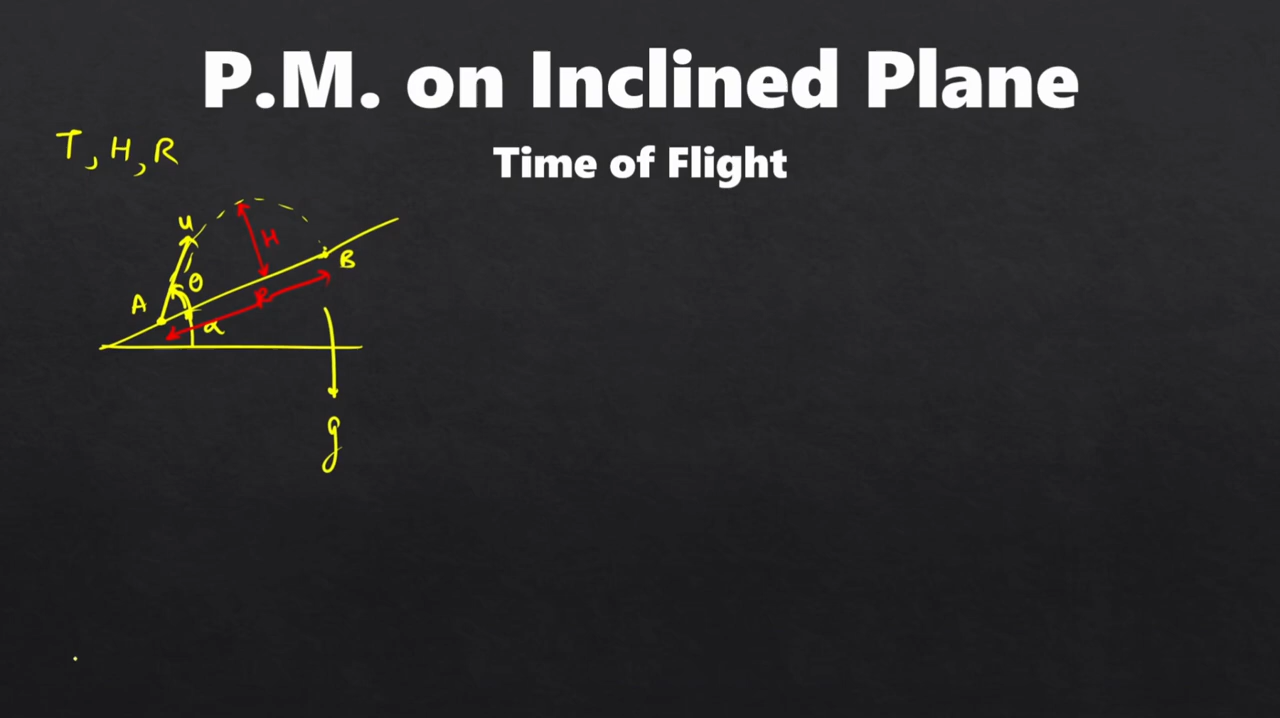 P.M. on Inclined Plane
Time of Flight
T, H, R
u
H
θ
B
A
R
α
g